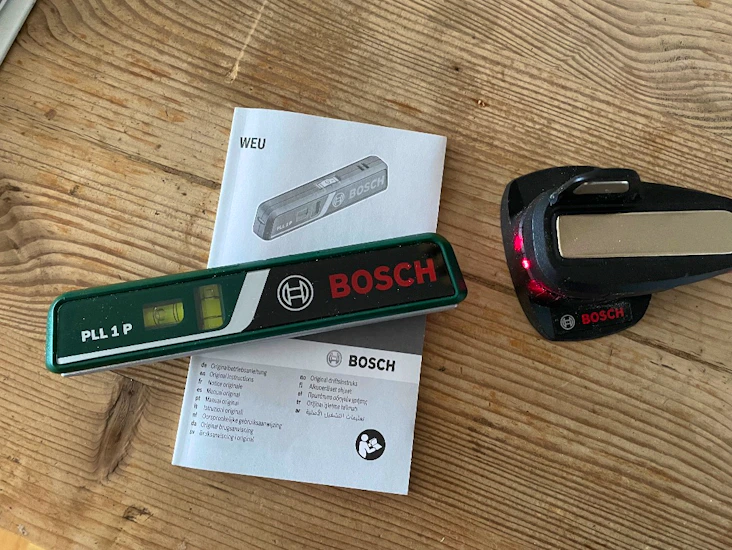 WEU
BOSCH
PLL 1 P
PLL 1 P
BOSCH
BOSCH
BOSCH
de Originalbetriebsanleitung
en Original instructions
fr Notice originale
es Manual original
pt Manual original
it Istruzioni originali
nl Oorspronkelijke gebruiksaanwijzing
da Original brugsanvisning
sv Bruksanvisning i original
no Original driftsinstruks
fi Alkuperäiset ohjeet
el Πρωτότυπο οδηγιών χρήσης
tr Orijinal işletme talimatı
ar تعليمات التشغيل الأصلية